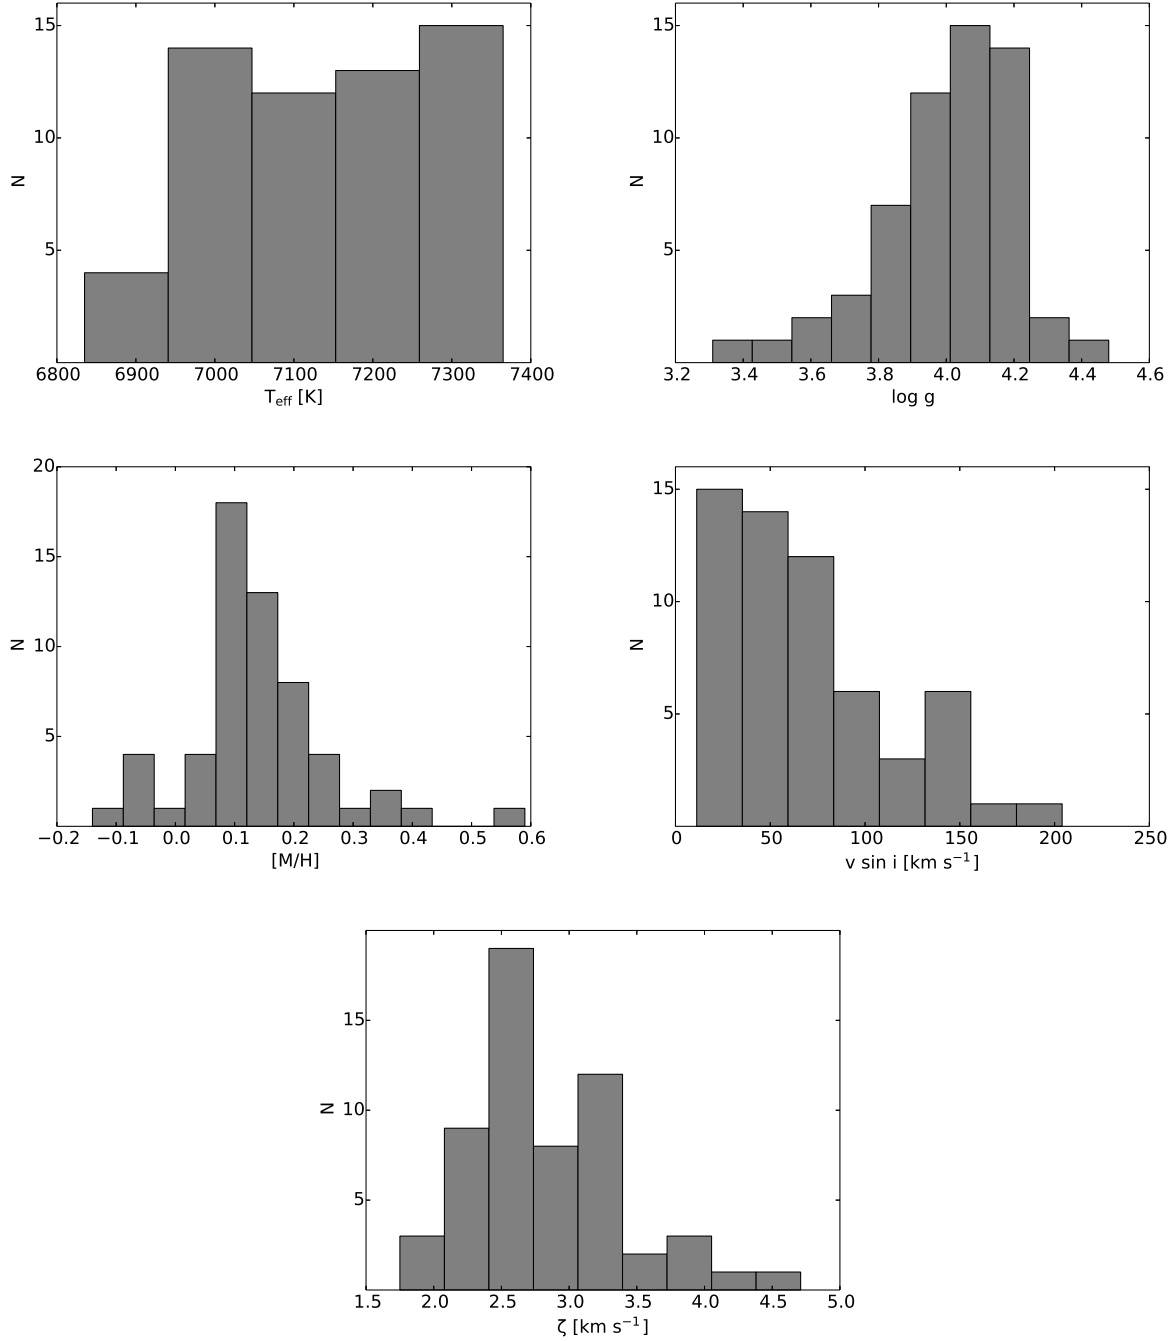 15
10
5
N
6800 6900 7000 7100 7200 7300 7400
T_eff [K]
15
10
5
N
3.2 3.4 3.6 3.8 4.0 4.2 4.4 4.6
log g
20
15
10
5
N
−0.2 −0.1 0.0 0.1 0.2 0.3 0.4 0.5 0.6
[M/H]
15
10
5
N
0 50 100 150 200 250
v sin i [km s⁻¹]
15
10
5
N
1.5 2.0 2.5 3.0 3.5 4.0 4.5 5.0
ζ [km s⁻¹]